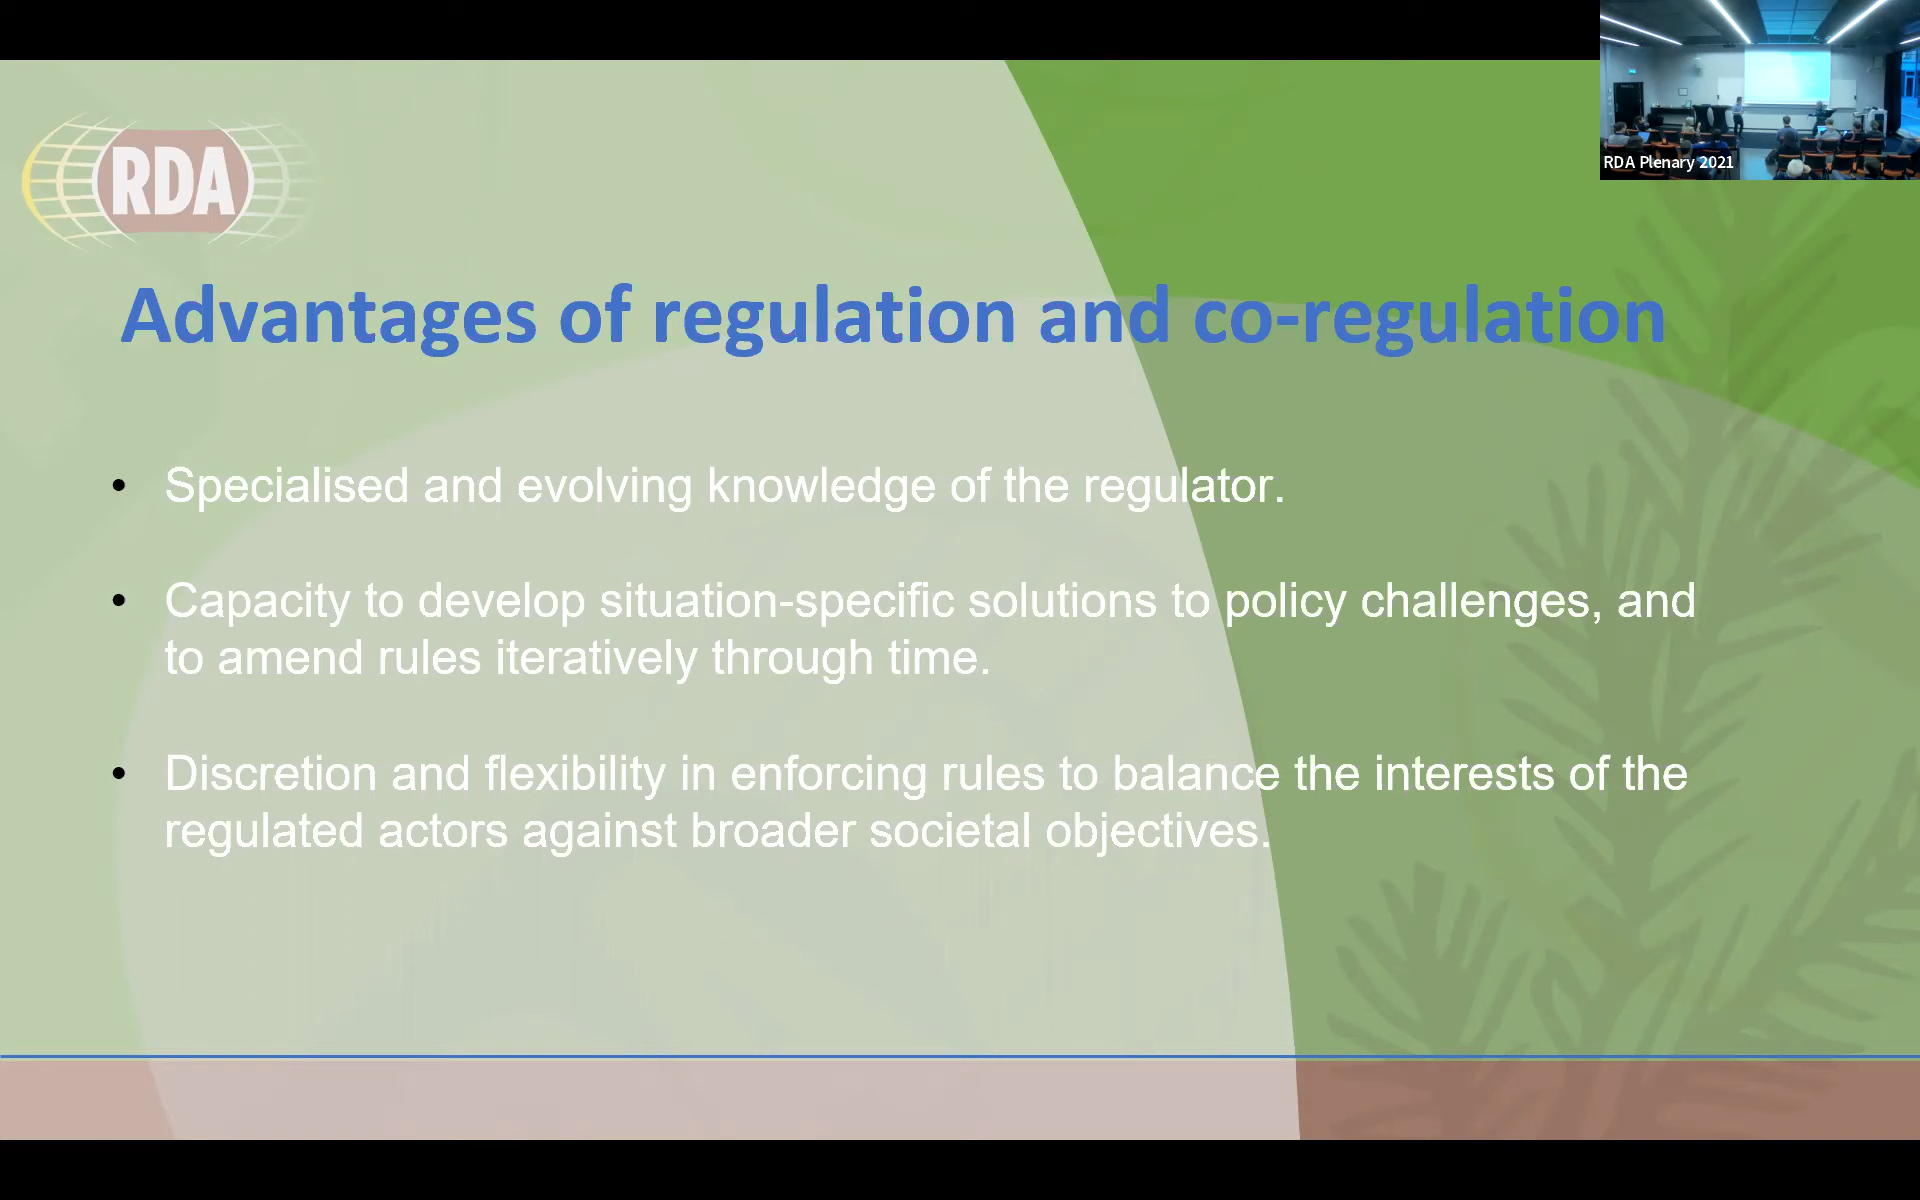 RDA Plenary 2021
RDA
Advantages of regulation and co-regulation
• Specialised and evolving knowledge of the regulator.
• Capacity to develop situation-specific solutions to policy challenges, and
to amend rules iteratively through time.
• Discretion and flexibility in enforcing rules to balance the interests of the
regulated actors against broader societal objectives.